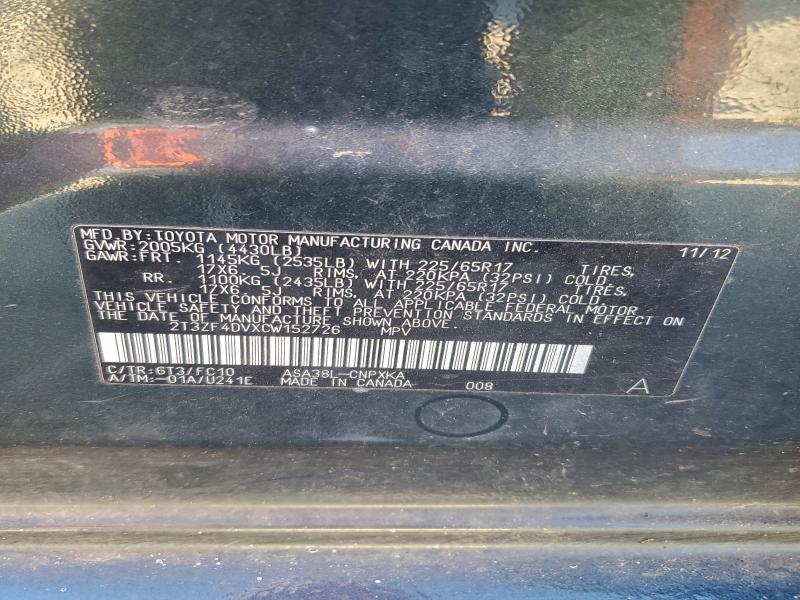 MFD. BY: TOYOTA MOTOR MANUFACTURING CANADA INC. 11/12
GVWR: 2005KG (4430LB)
GAWR: FRT. 1145KG (2535LB) WITH 225/65R17 TIRES,
17X6.5J RIMS, AT 220KPA (32PSI) COLD
RR. 1100KG (2435LB) WITH 225/65R17 TIRES,
17X6.5J RIMS, AT 220KPA (32PSI) COLD
THIS VEHICLE CONFORMS TO ALL APPLICABLE FEDERAL MOTOR
VEHICLE SAFETY AND THEFT PREVENTION STANDARDS IN EFFECT ON
THE DATE OF MANUFACTURE SHOWN ABOVE.
2T3ZF4DVXCW152726 MPV
C/TR: 6T3/FC10 ASA38L-CNPXKA
A/TM: -01A/U241E MADE IN CANADA 008 A